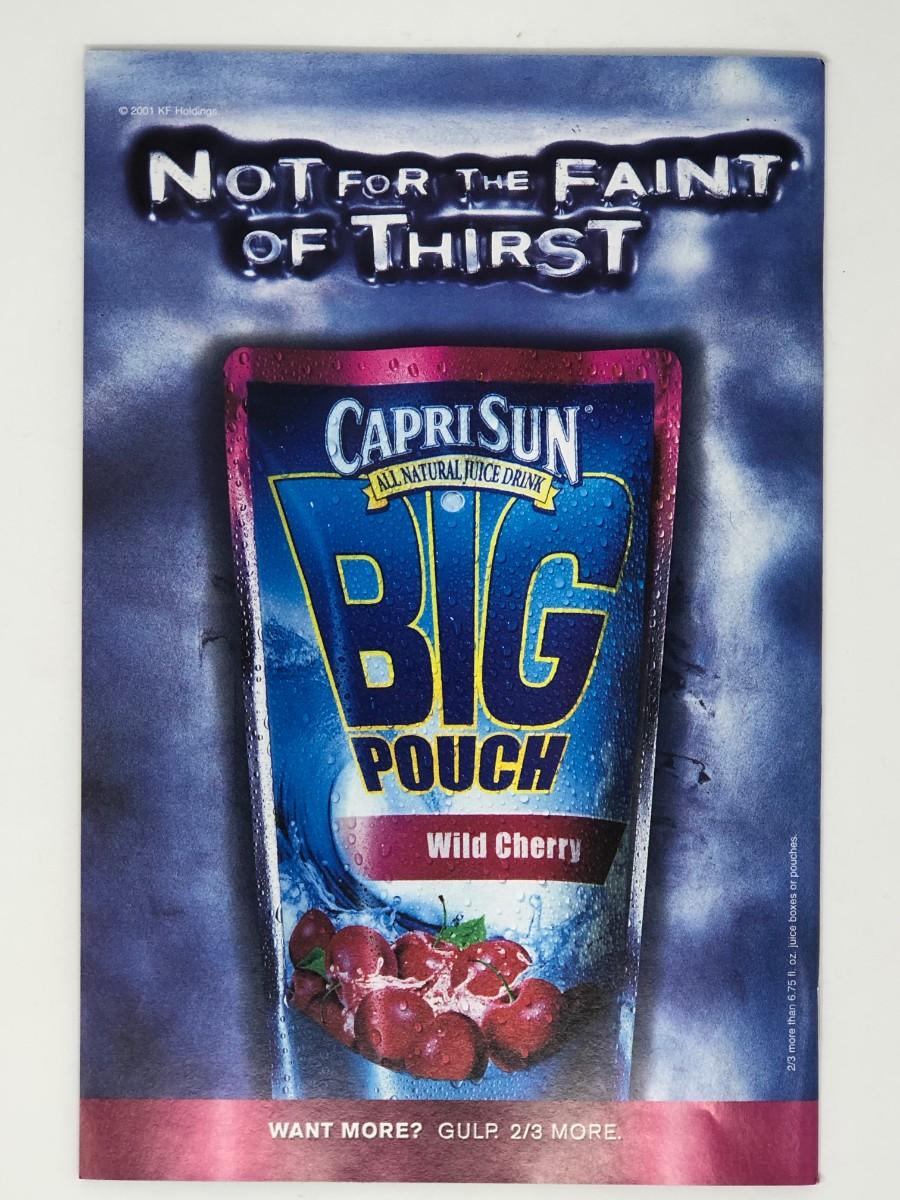 © 2001 KF Holdings.
NOT FOR THE FAINT
OF THIRST
CAPRI SUN®
ALL NATURAL JUICE DRINK
BIG
POUCH
Wild Cherry
2/3 more than 6.75 fl. oz. juice boxes or pouches.
WANT MORE? GULP. 2/3 MORE.